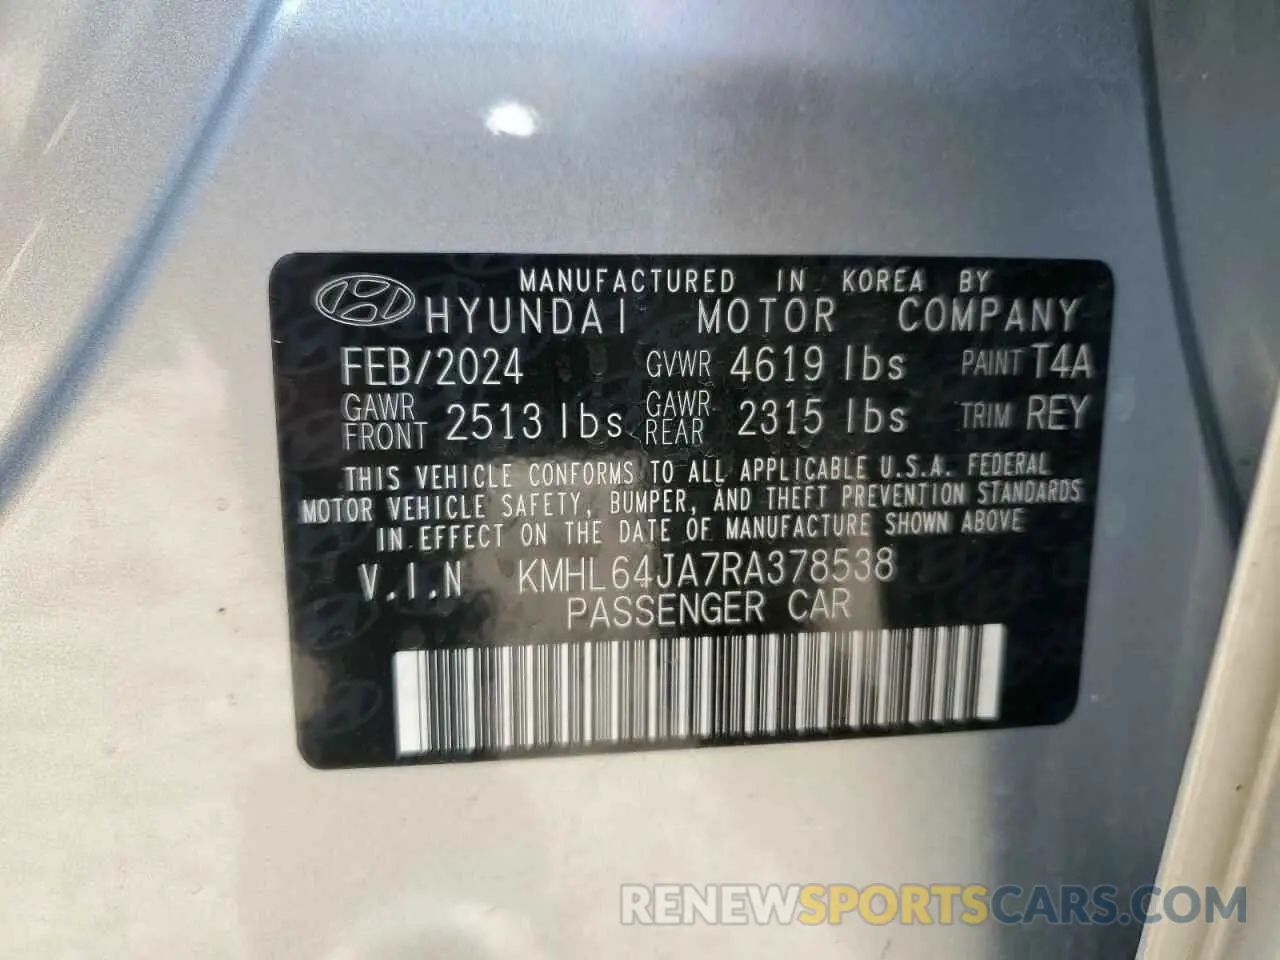 MANUFACTURED IN KOREA BY
HYUNDAI MOTOR COMPANY
FEB/2024 GVWR 4619 lbs PAINT T4A
GAWR FRONT 2513 lbs GAWR REAR 2315 lbs TRIM REY
THIS VEHICLE CONFORMS TO ALL APPLICABLE U.S.A. FEDERAL
MOTOR VEHICLE SAFETY, BUMPER, AND THEFT PREVENTION STANDARDS
IN EFFECT ON THE DATE OF MANUFACTURE SHOWN ABOVE
V.I.N KMHL64JA7RA378538
PASSENGER CAR
RENEWSPORTSCARS.COM